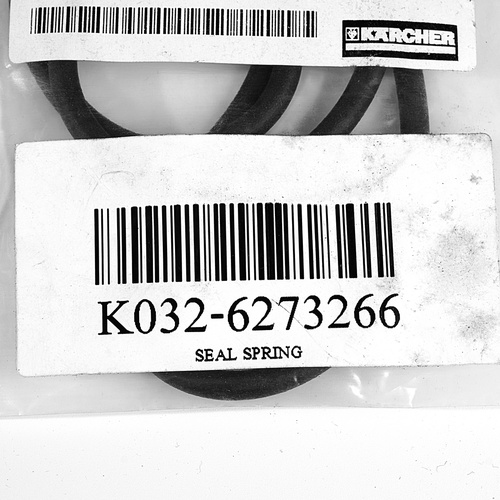 KÄRCHER
K032-6273266
SEAL SPRING